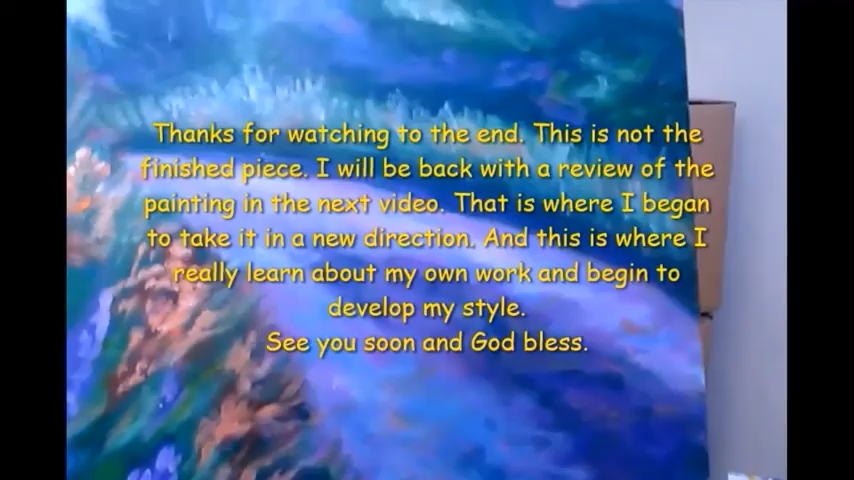 Thanks for watching to the end. This is not the
finished piece. I will be back with a review of the
painting in the next video. That is where I began
to take it in a new direction. And this is where I
really learn about my own work and begin to
develop my style.
See you soon and God bless.